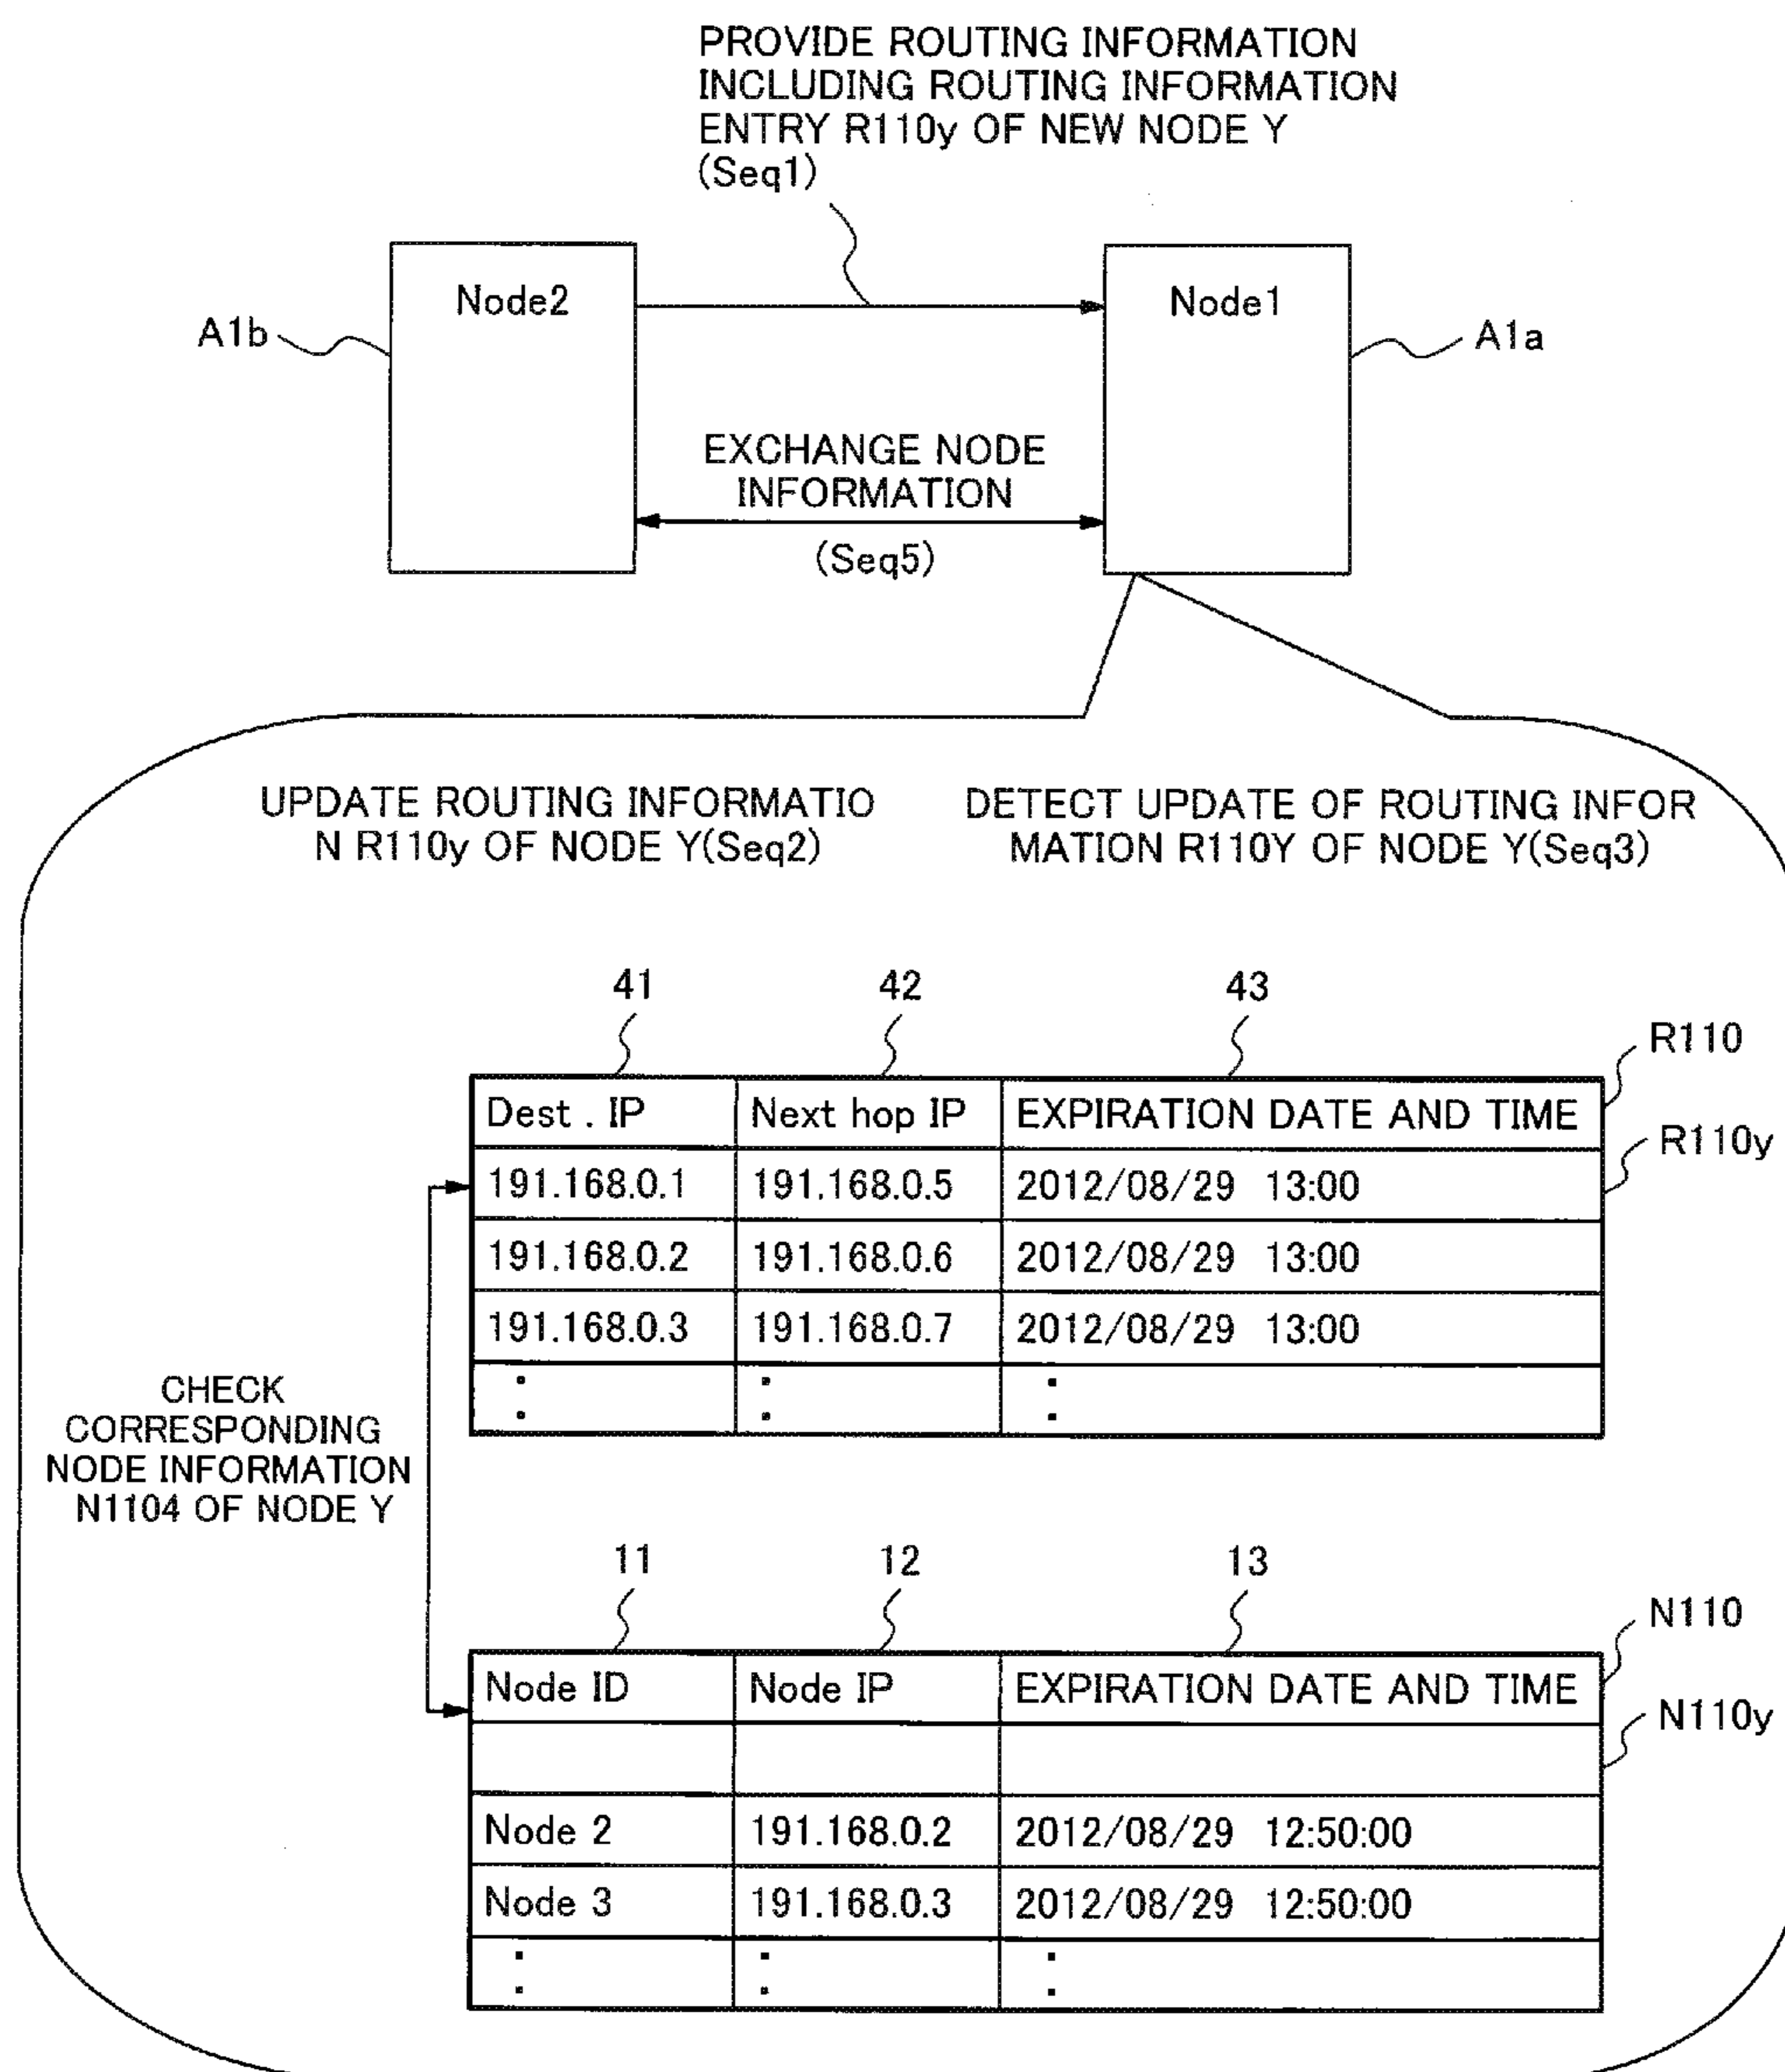 PROVIDE ROUTING INFORMATION
INCLUDING ROUTING INFORMATION
ENTRY R110y OF NEW NODE Y
(Seq1)
Node2
Node1
A1b
A1a
EXCHANGE NODE
INFORMATION
(Seq5)
UPDATE ROUTING INFORMATIO
N R110y OF NODE Y(Seq2)
DETECT UPDATE OF ROUTING INFOR
MATION R110Y OF NODE Y(Seq3)
41 42 43
R110
Dest . IP Next hop IP EXPIRATION DATE AND TIME
R110y
191.168.0.1 191.168.0.5 2012/08/29 13:00
191.168.0.2 191.168.0.6 2012/08/29 13:00
191.168.0.3 191.168.0.7 2012/08/29 13:00
: : :
CHECK
CORRESPONDING
NODE INFORMATION
N1104 OF NODE Y
11 12 13
N110
Node ID Node IP EXPIRATION DATE AND TIME
N110y
Node 2 191.168.0.2 2012/08/29 12:50:00
Node 3 191.168.0.3 2012/08/29 12:50:00
: : :